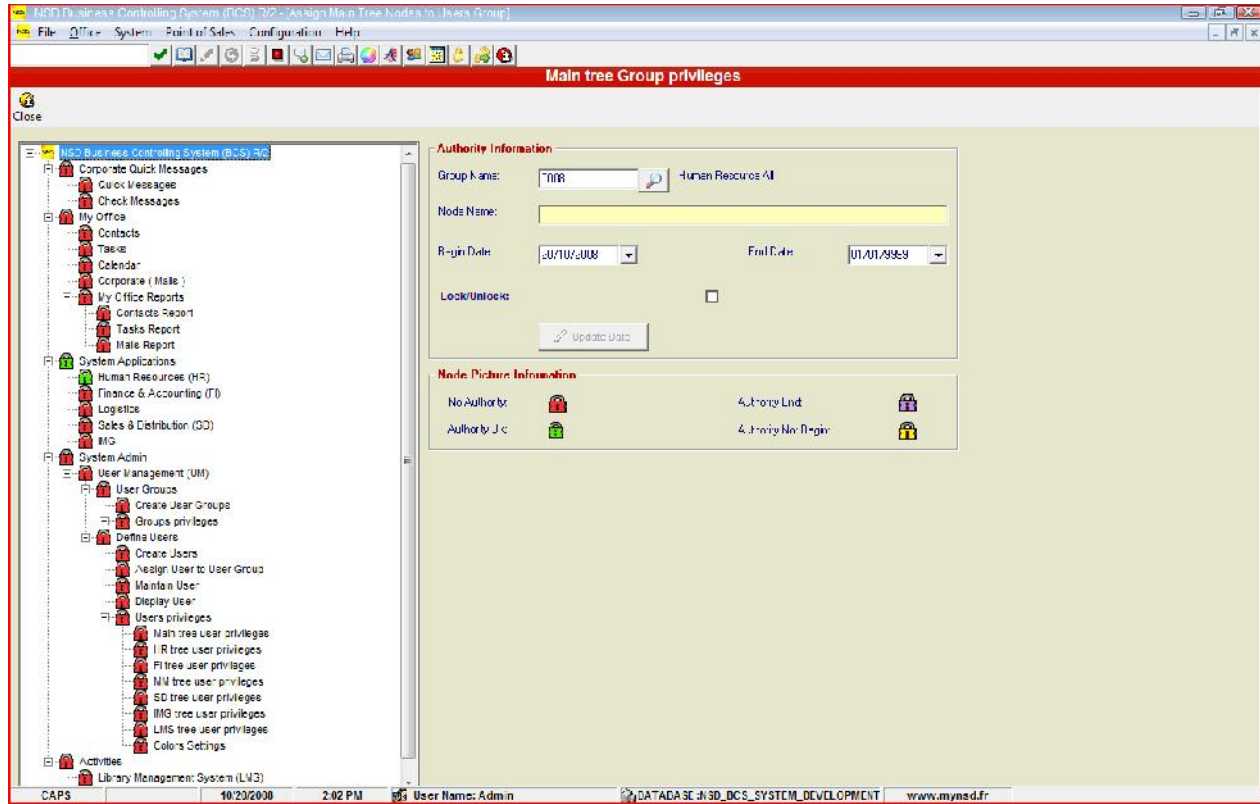 NSD Business Controlling System (BCS) R/2 - [Assign Main Tree Nodes to Users Group]
File Office System Point of Sales Configuration Help
Main tree Group privileges
Close
NSD Business Controlling System (BCS) R/2
Corporate Quick Messages
Quick Messages
Check Messages
My Office
Contacts
Tasks
Calendar
Corporate ( Mails )
My Office Reports
Contacts Report
Tasks Report
Mails Report
System Applications
Human Resources (HR)
Finance & Accounting (FI)
Logistics
Sales & Distribution (SD)
IMG
System Admin
User Management (UM)
User Groups
Create User Groups
Groups privileges
Define Users
Create Users
Assign User to User Group
Maintain User
Display User
Users privileges
Main tree user privileges
HR tree user privileges
FI tree user privileges
MM tree user privileges
SD tree user privileges
IMG tree user privileges
LMS tree user privileges
Colors Settings
Activities
Library Management System (LMS)
Authority Information
Group Name: Human Resource All
Node Name:
Begin Date 20/10/2008 End Date 01/01/9999
Lock/Unlock:
Update Data
Node Picture Information
No Authority: Authority End:
Authority Ok: Authority Not Begin:
CAPS 10/20/2008 2:02 PM User Name: Admin DATABASE :NSD_BCS_SYSTEM_DEVELOPMENT www.mynsd.fr